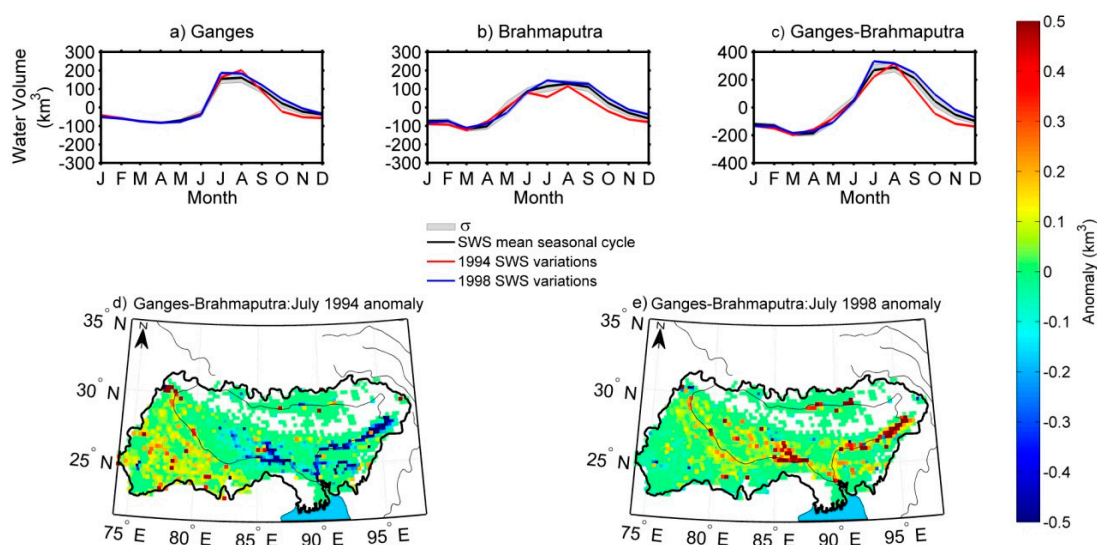 a) Ganges
b) Brahmaputra
c) Ganges-Brahmaputra
Water Volume
(km³)
300
200
100
0
-100
-200
-300
J F M A M J J A S O N D
Month
300
200
100
0
-100
-200
-300
J F M A M J J A S O N D
Month
400
200
0
-200
-400
J F M A M J J A S O N D
Month
σ
SWS mean seasonal cycle
1994 SWS variations
1998 SWS variations
d) Ganges-Brahmaputra:July 1994 anomaly
N
35° N
30° N
25° N
75° E 80° E 85° E 90° E 95° E
e) Ganges-Brahmaputra:July 1998 anomaly
N
35° N
30° N
25° N
75° E 80° E 85° E 90° E 95° E
0.5
0.4
0.3
0.2
0.1
0
-0.1
-0.2
-0.3
-0.4
-0.5
Anomaly (km³)